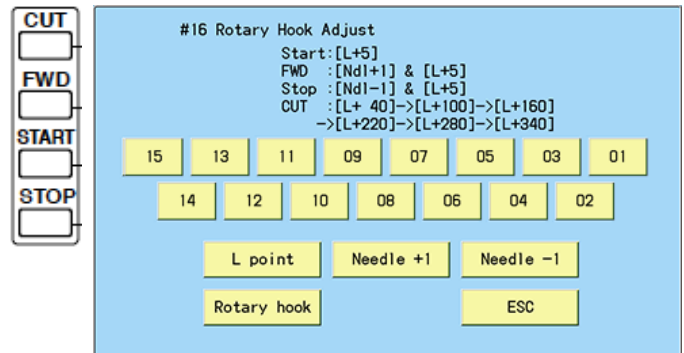 CUT
FWD
START
STOP
#16 Rotary Hook Adjust
Start:[L+5]
FWD :[Ndl+1] & [L+5]
Stop :[Ndl-1] & [L+5]
CUT :[L+ 40]->[L+100]->[L+160]
->[L+220]->[L+280]->[L+340]
15 13 11 09 07 05 03 01
14 12 10 08 06 04 02
L point Needle +1 Needle -1
Rotary hook ESC